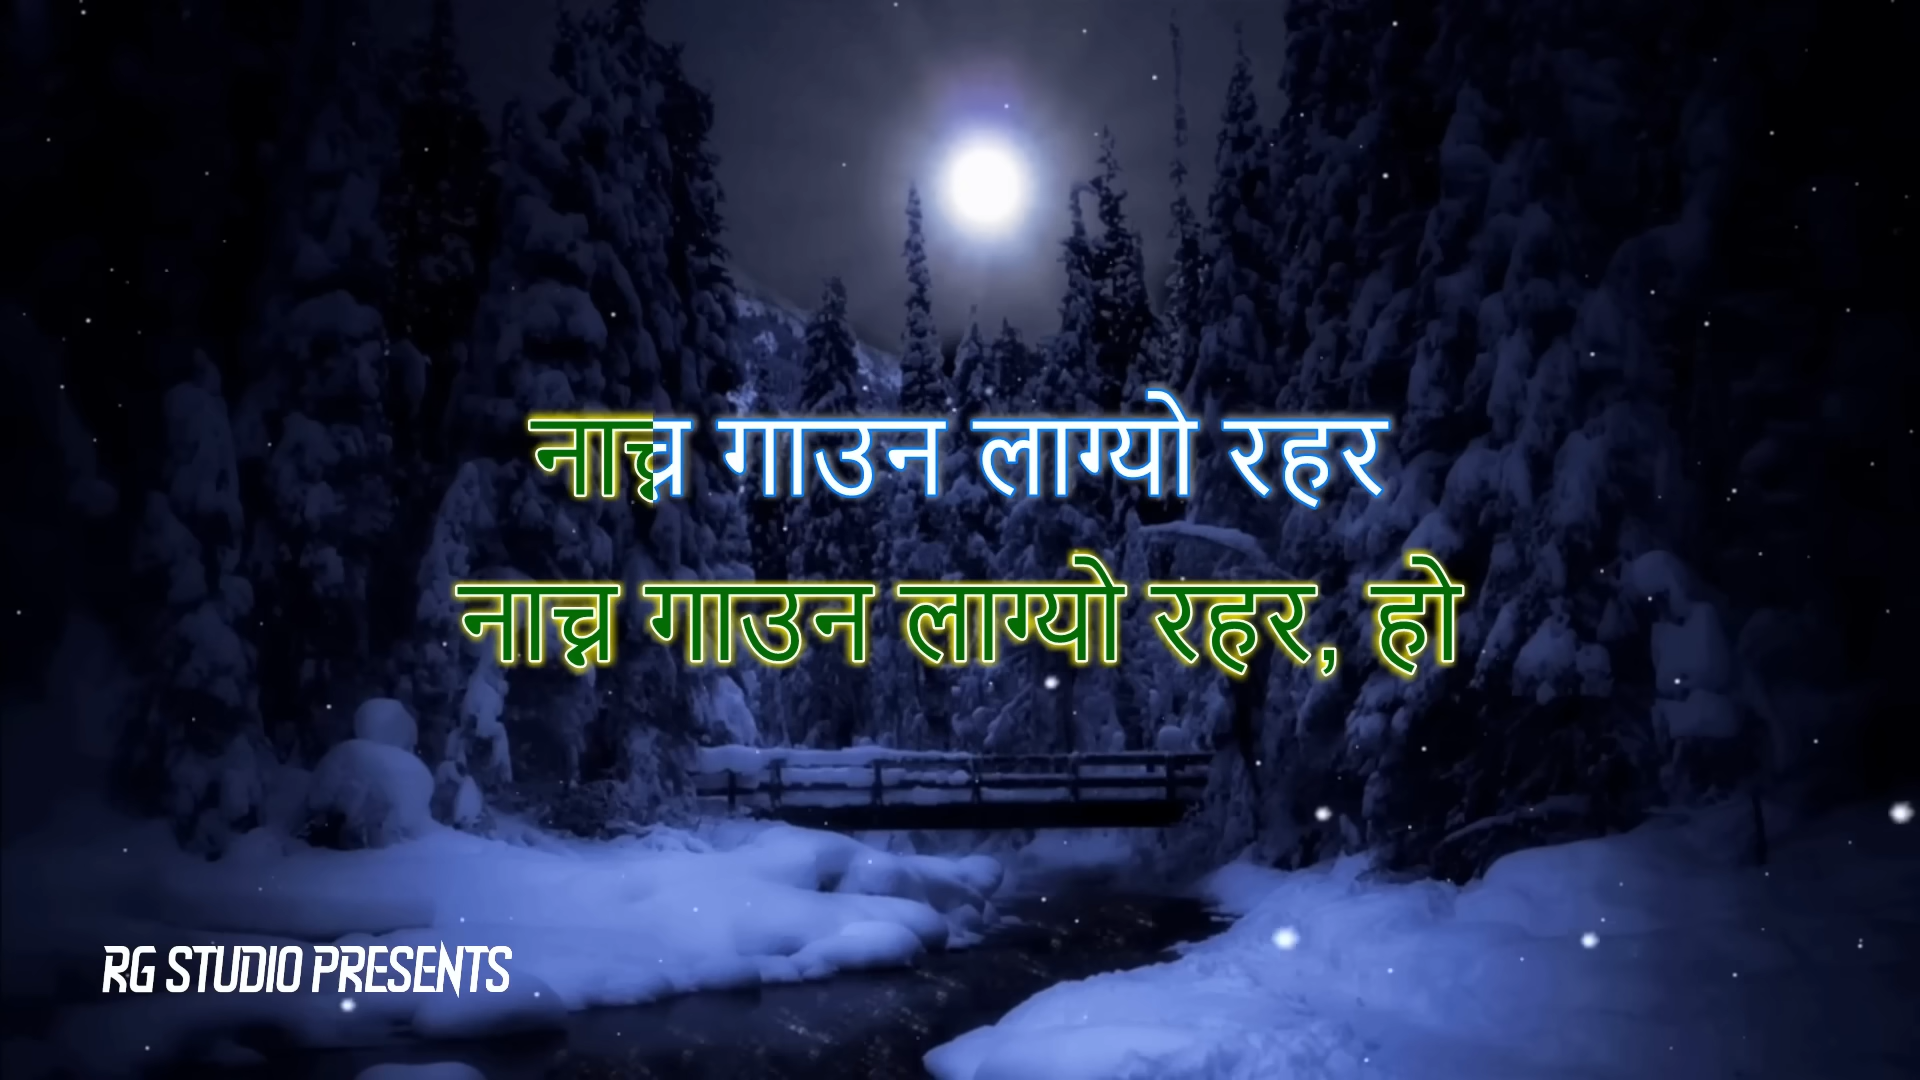 नाच्न गाउन लाग्यो रहर
नाच्न गाउन लाग्यो रहर, हो
RG STUDIO PRESENTS